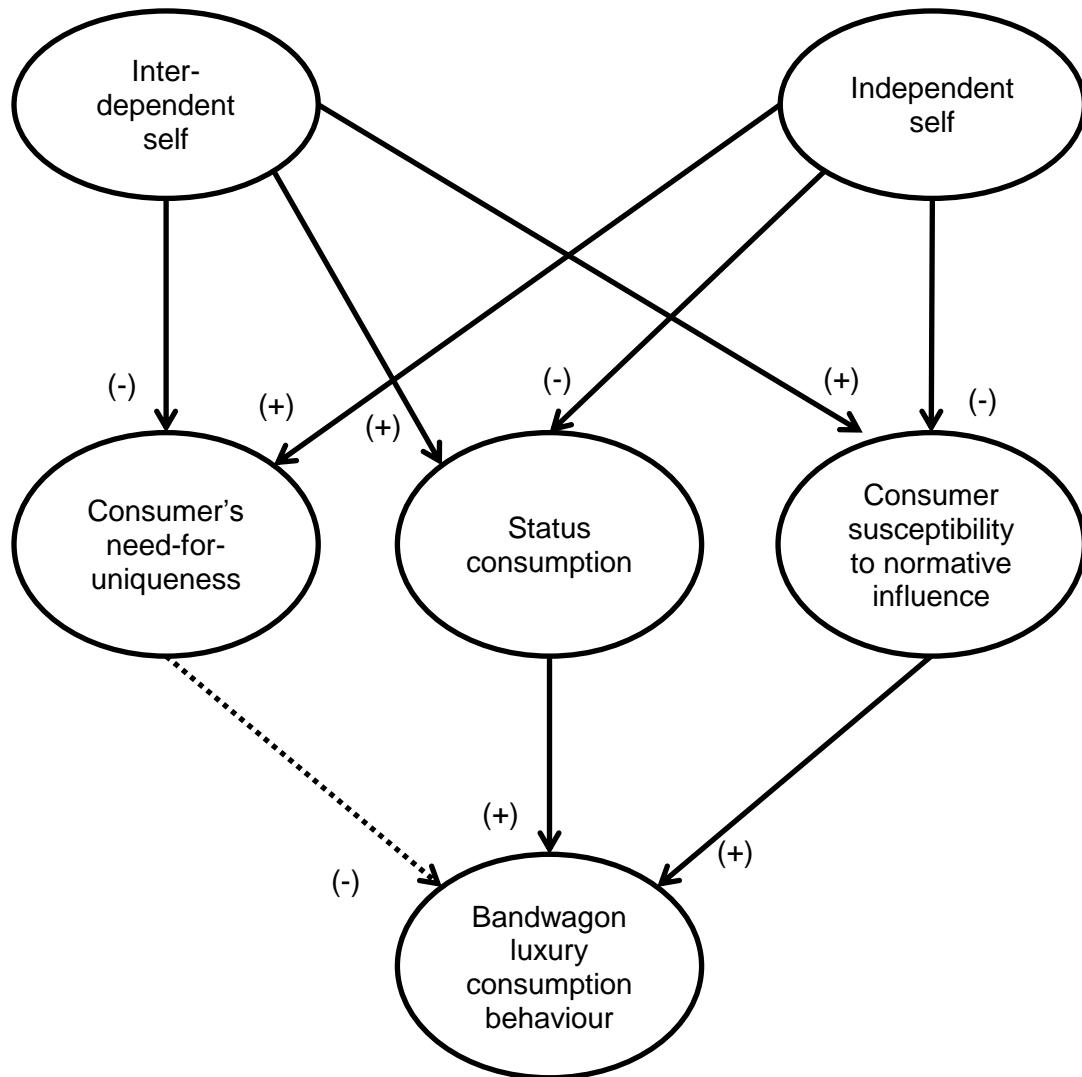 Inter-
dependent
self
Independent
self
(-)
(+)
(+)
(-)
(+)
(-)
Consumer’s
need-for-
uniqueness
Status
consumption
Consumer
susceptibility
to normative
influence
(-)
(+)
(+)
Bandwagon
luxury
consumption
behaviour